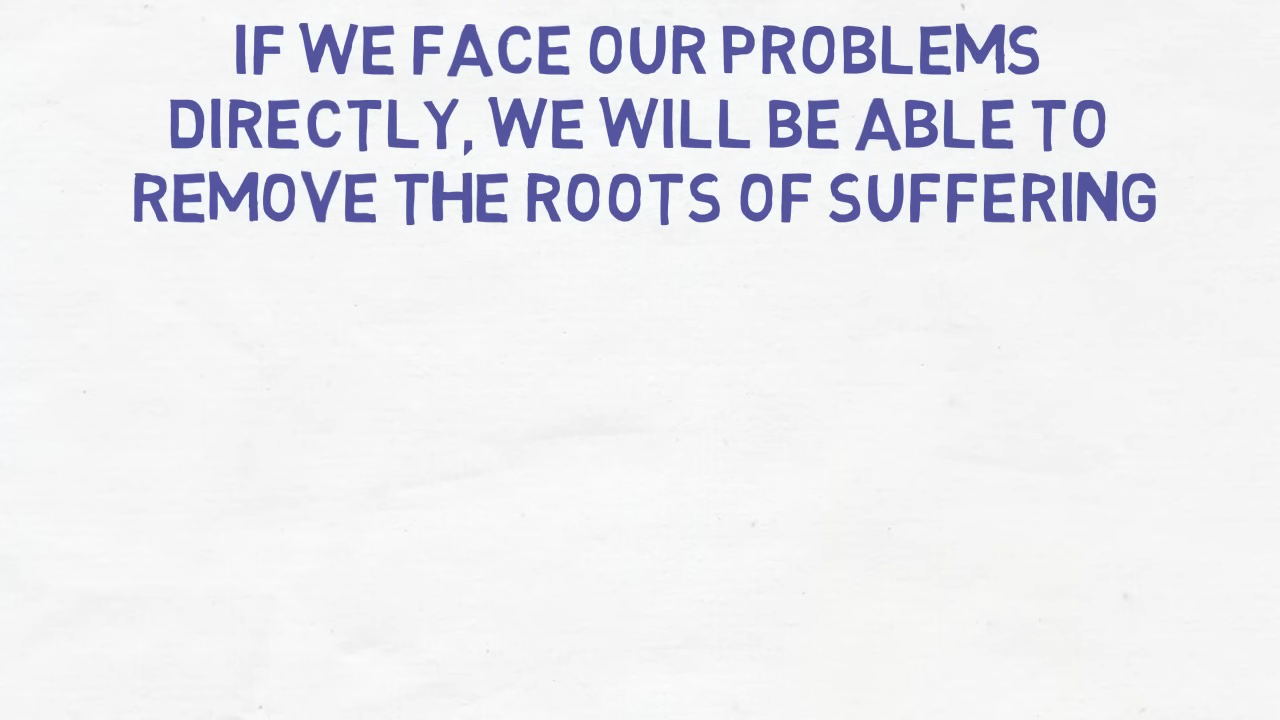 IF WE FACE OUR PROBLEMS
DIRECTLY, WE WILL BE ABLE TO
REMOVE THE ROOTS OF SUFFERING